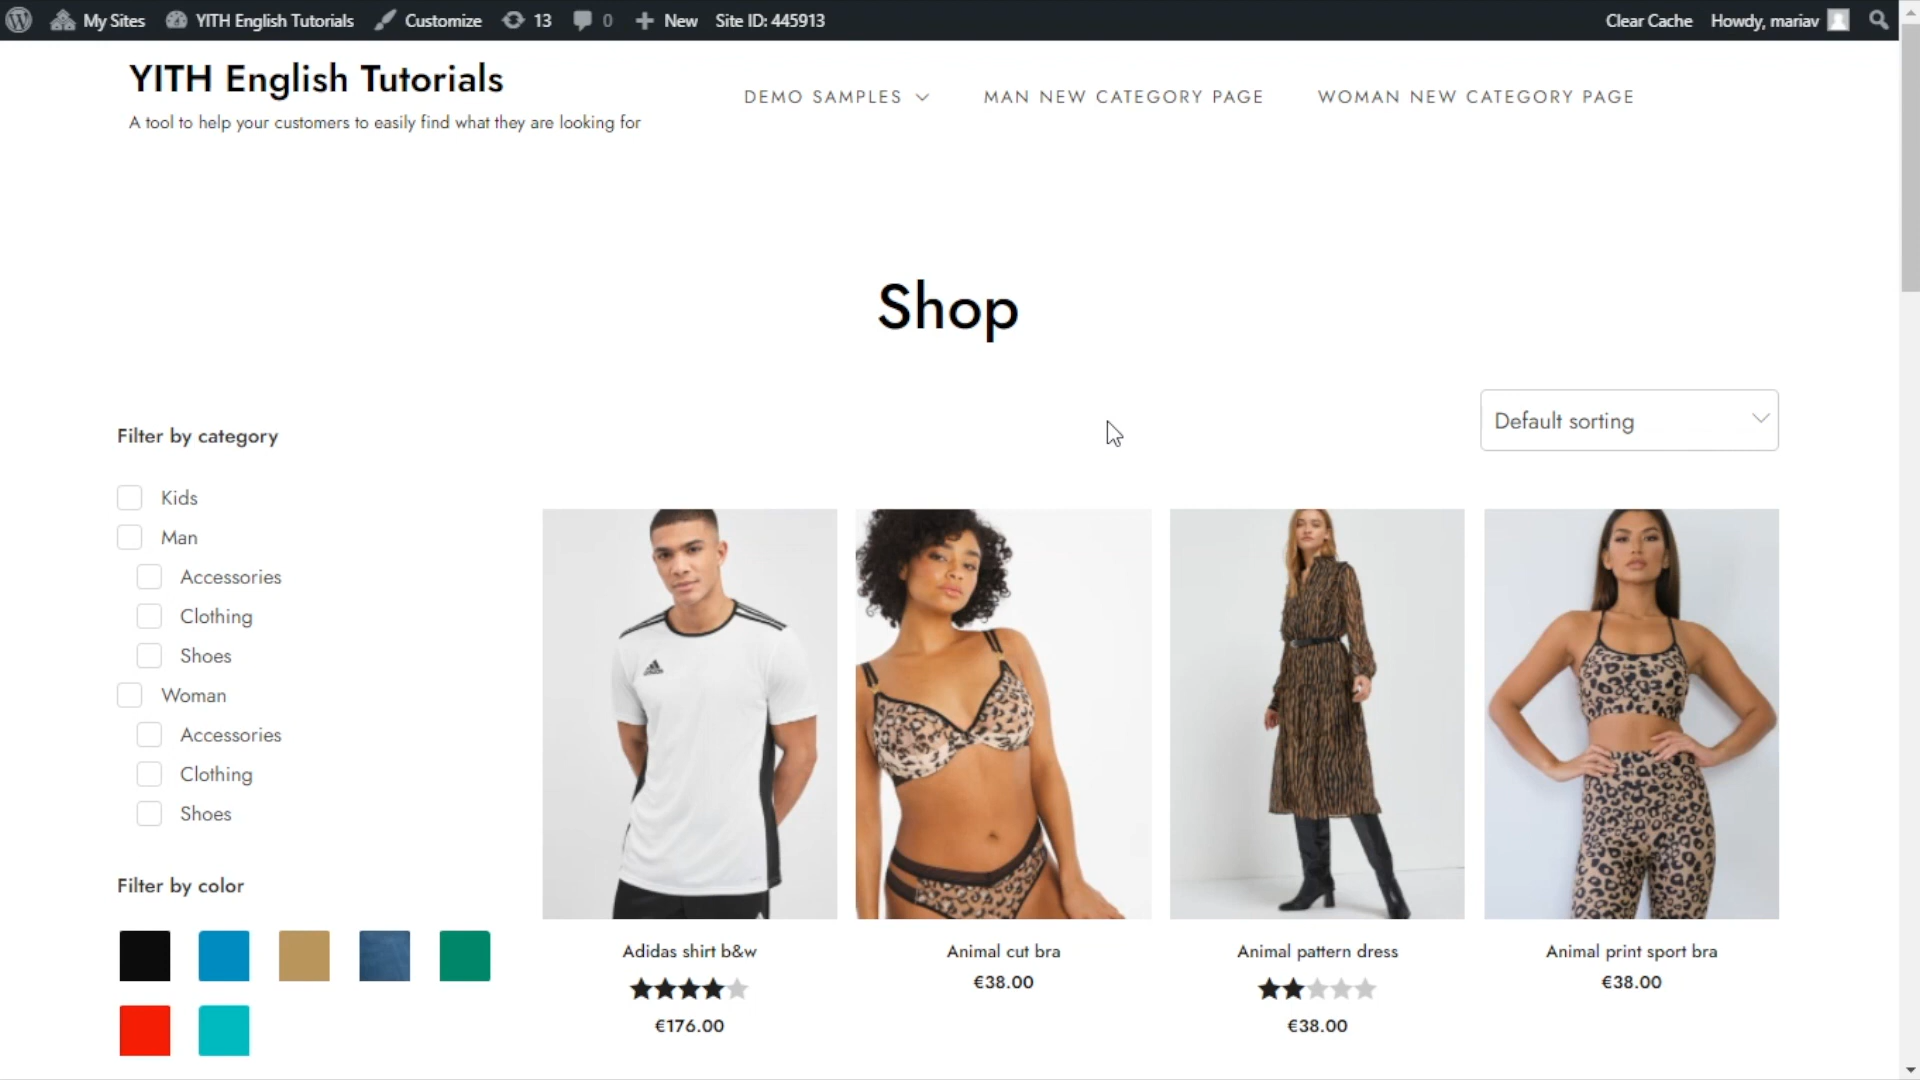 My Sites YITH English Tutorials Customize 13 0 New Site ID: 445913 Clear Cache Howdy, mariav
YITH English Tutorials
A tool to help your customers to easily find what they are looking for
DEMO SAMPLES MAN NEW CATEGORY PAGE WOMAN NEW CATEGORY PAGE
Shop
Default sorting
Filter by category
Kids
Man
Accessories
Clothing
Shoes
Woman
Accessories
Clothing
Shoes
Filter by color
Adidas shirt b&w
€176.00
Animal cut bra
€38.00
Animal pattern dress
€38.00
Animal print sport bra
€38.00